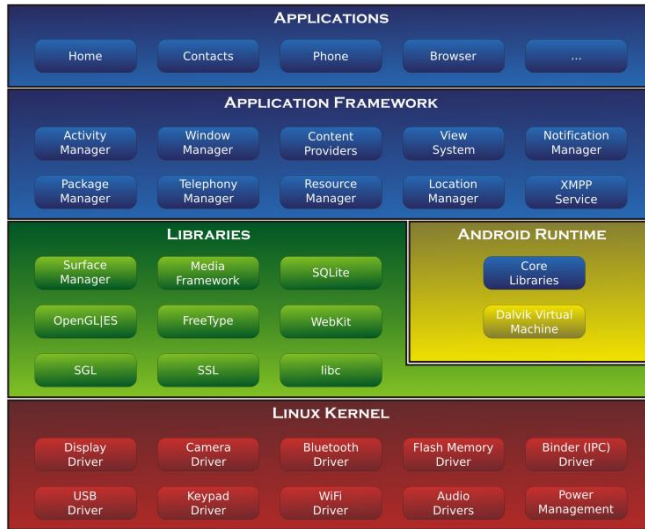 APPLICATIONS
Home
Contacts
Phone
Browser
...
APPLICATION FRAMEWORK
Activity
Manager
Window
Manager
Content
Providers
View
System
Notification
Manager
Package
Manager
Telephony
Manager
Resource
Manager
Location
Manager
XMPP
Service
LIBRARIES
Surface
Manager
Media
Framework
SQLite
OpenGL|ES
FreeType
WebKit
SGL
SSL
libc
ANDROID RUNTIME
Core
Libraries
Dalvik Virtual
Machine
LINUX KERNEL
Display
Driver
Camera
Driver
Bluetooth
Driver
Flash Memory
Driver
Binder (IPC)
Driver
USB
Driver
Keypad
Driver
WiFi
Driver
Audio
Drivers
Power
Management